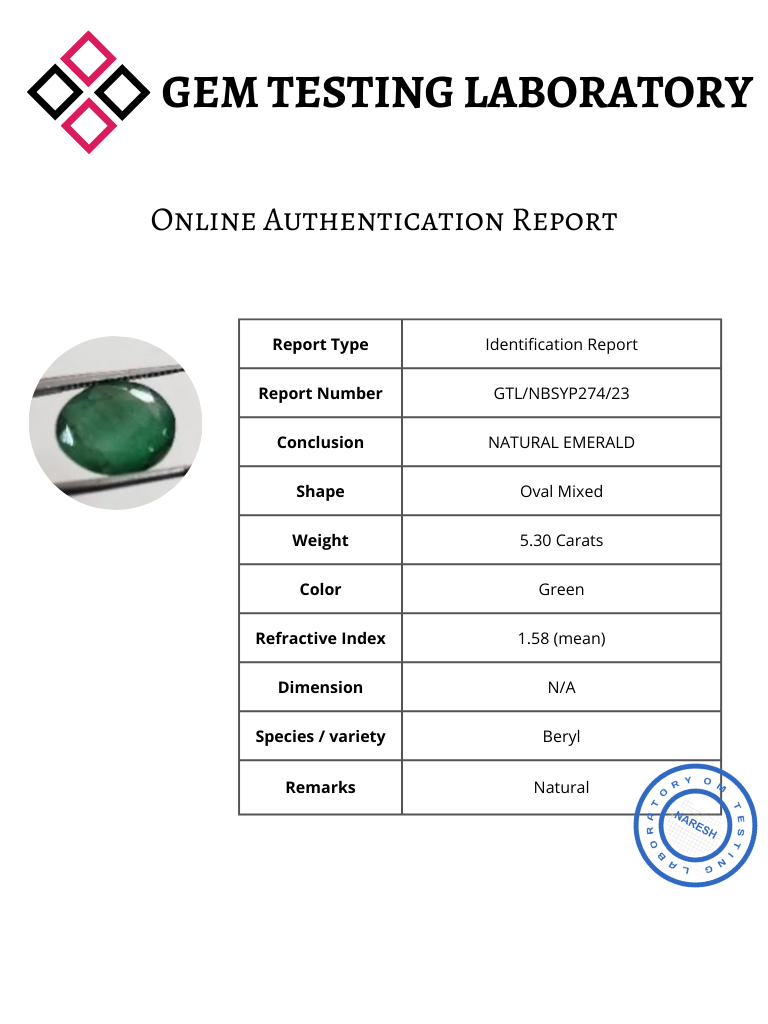 GEM TESTING LABORATORY
Online Authentication Report
Report Type Identification Report
Report Number GTL/NBSYP274/23
Conclusion NATURAL EMERALD
Shape Oval Mixed
Weight 5.30 Carats
Color Green
Refractive Index 1.58 (mean)
Dimension N/A
Species / variety Beryl
Remarks Natural
OM TESTING LABORATORY
NARESH